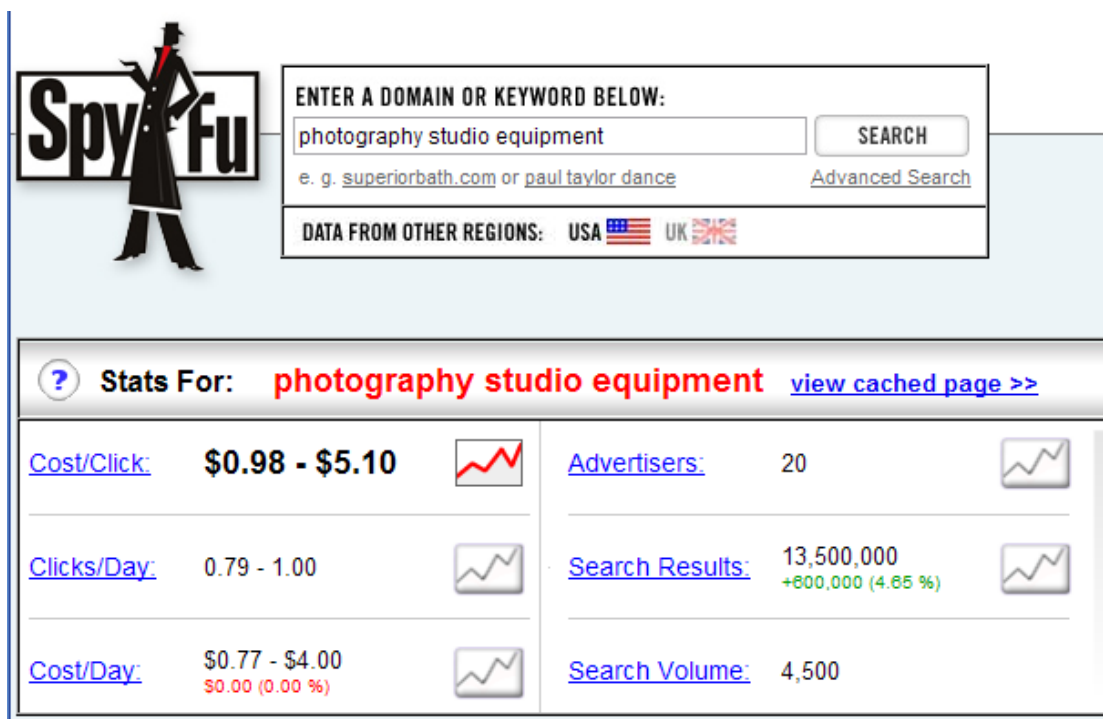 SpyFu
ENTER A DOMAIN OR KEYWORD BELOW:
photography studio equipment SEARCH
e. g. superiorbath.com or paul taylor dance Advanced Search
DATA FROM OTHER REGIONS: USA UK
? Stats For: photography studio equipment view cached page >>
Cost/Click: $0.98 - $5.10 Advertisers: 20
Clicks/Day: 0.79 - 1.00 Search Results: 13,500,000
+600,000 (4.65 %)
Cost/Day: $0.77 - $4.00 Search Volume: 4,500
$0.00 (0.00 %)